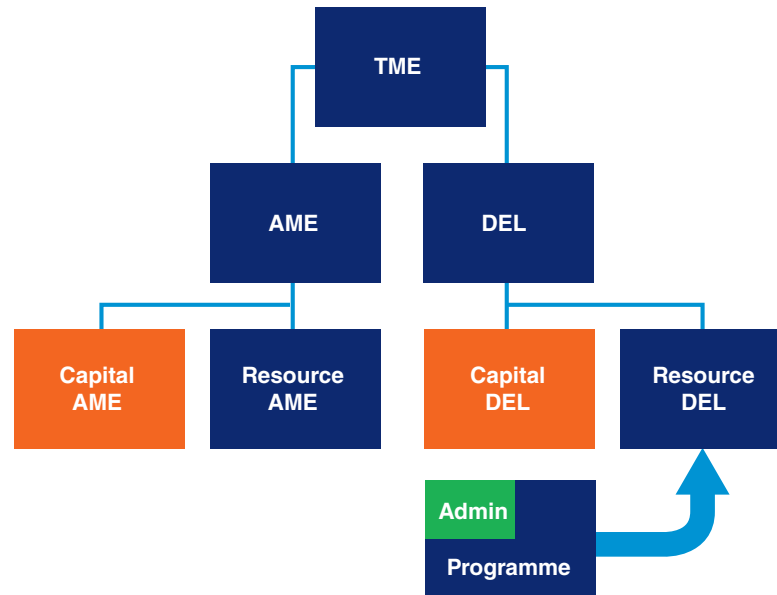 TME
AME
DEL
Capital
AME
Resource
AME
Capital
DEL
Resource
DEL
Admin
Programme